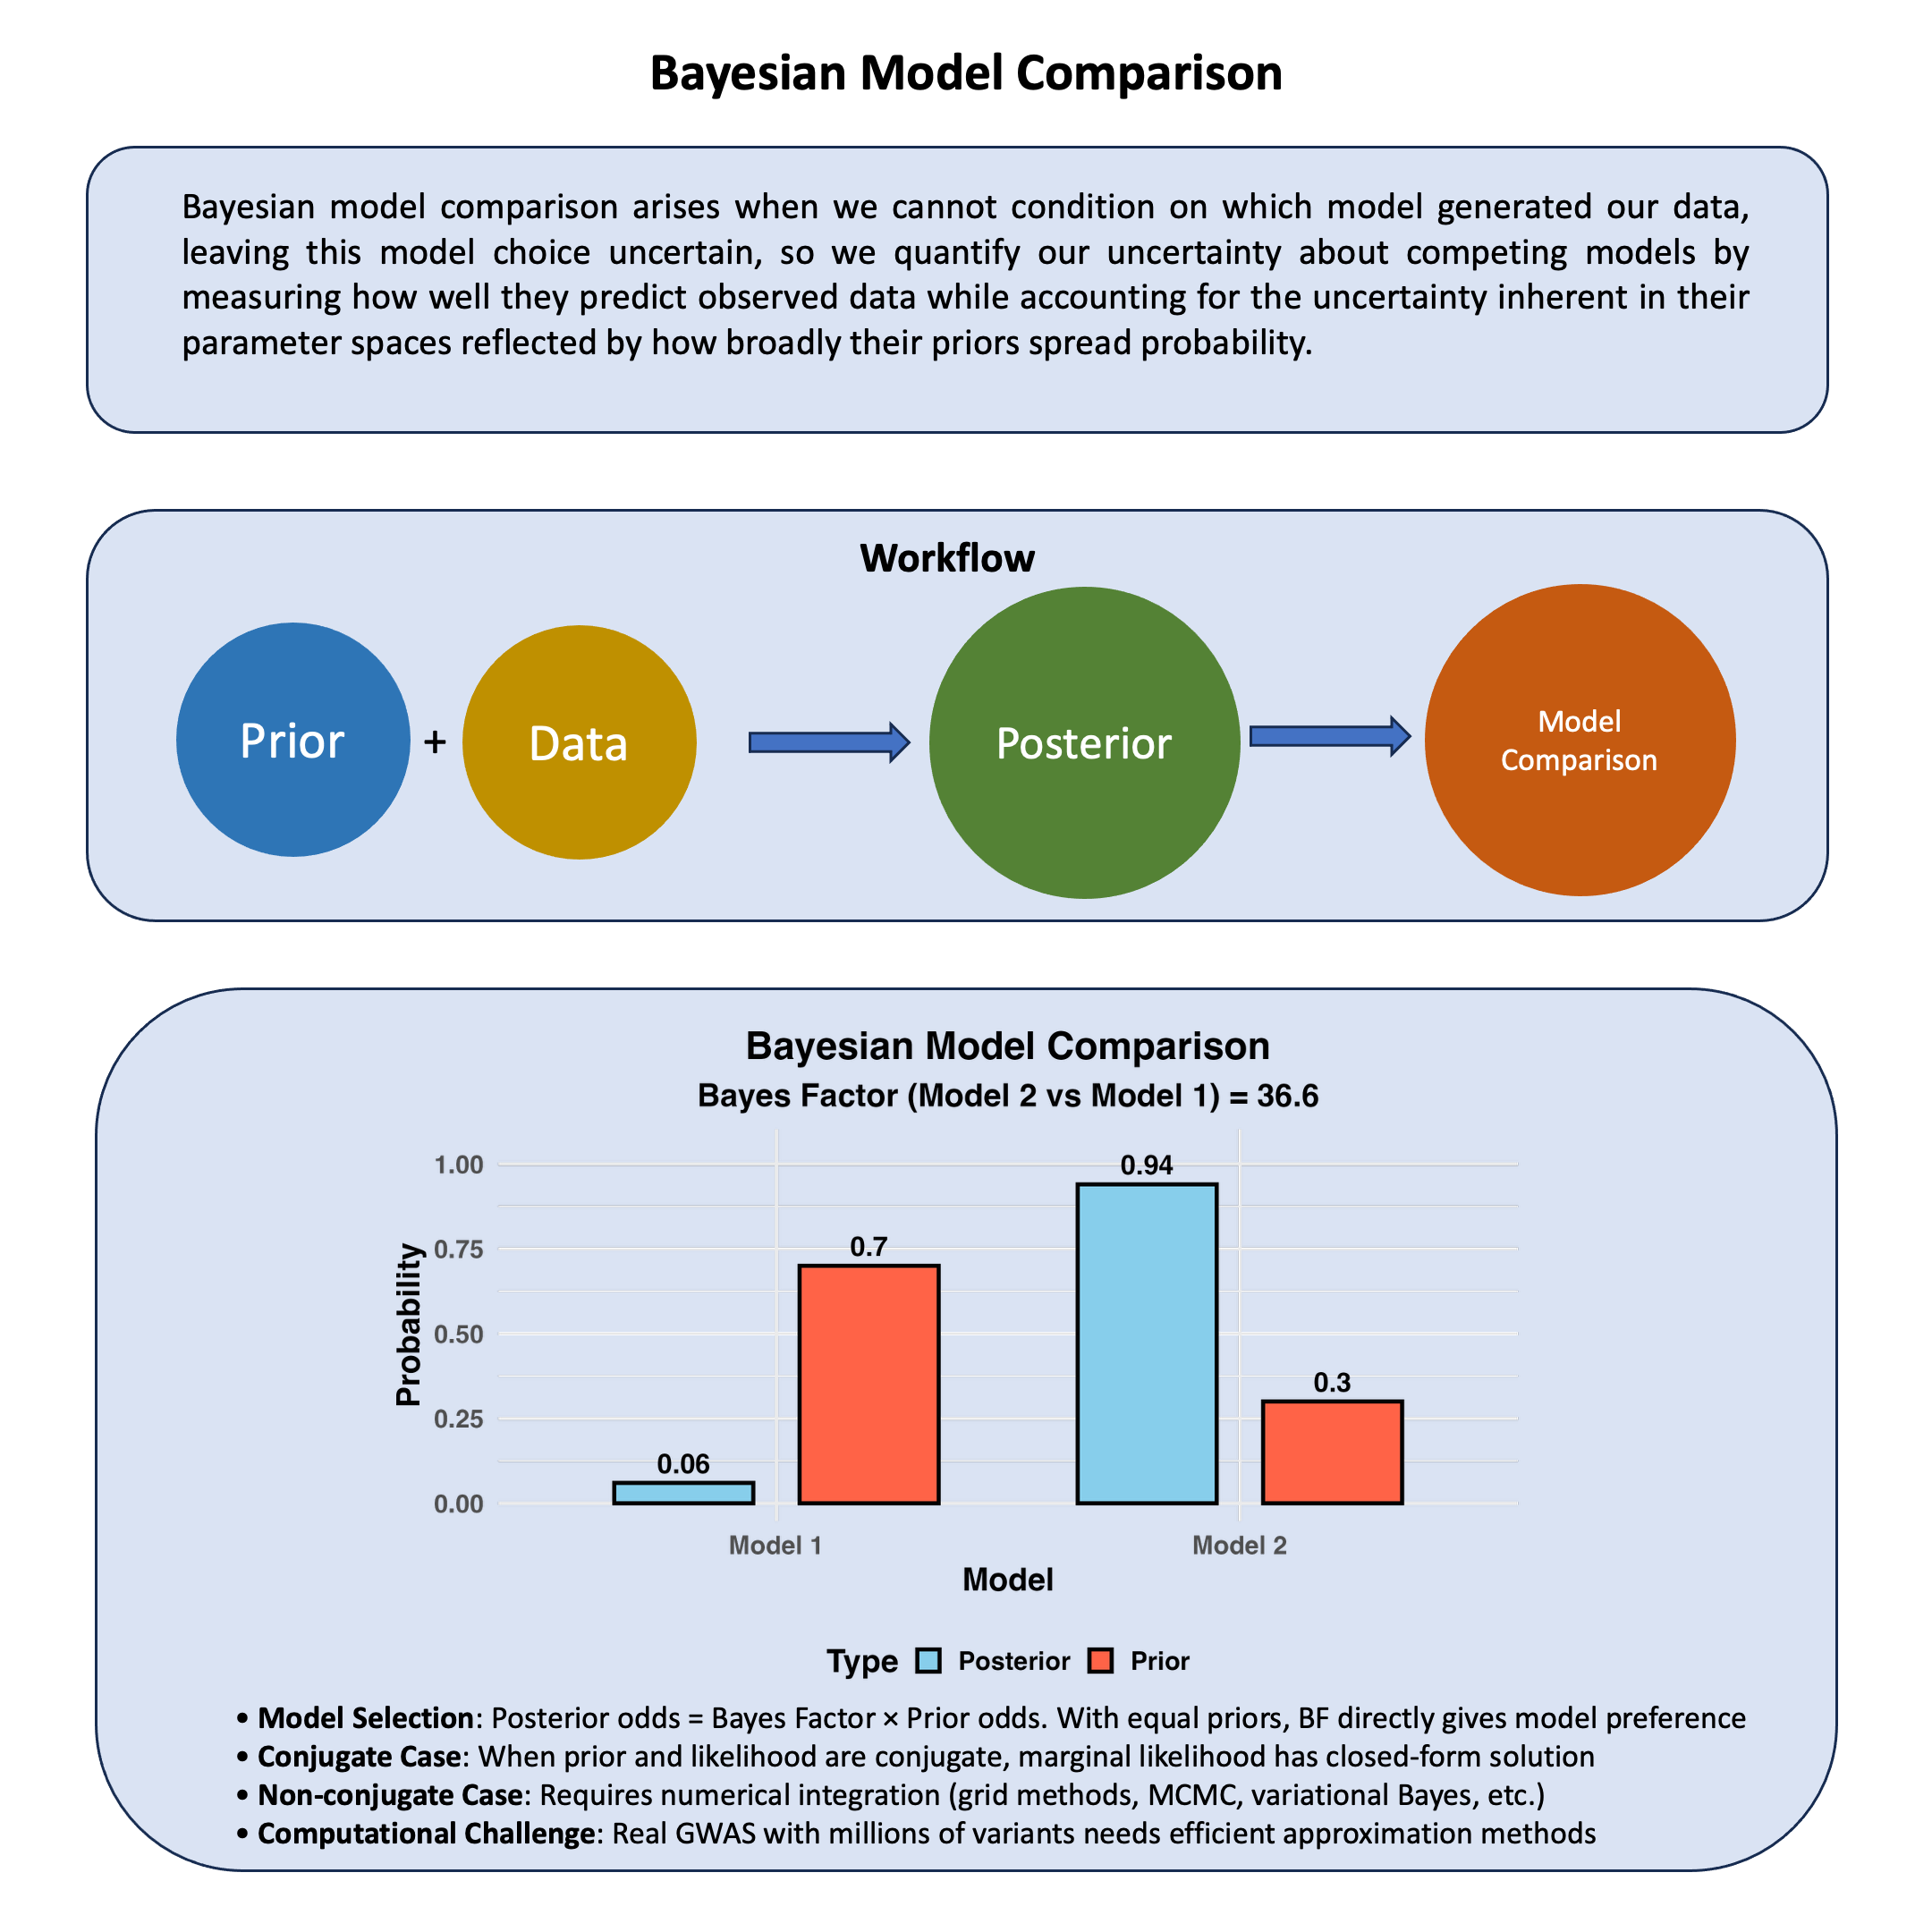 Bayesian Model Comparison
Bayesian model comparison arises when we cannot condition on which model generated our data,
leaving this model choice uncertain, so we quantify our uncertainty about competing models by
measuring how well they predict observed data while accounting for the uncertainty inherent in their
parameter spaces reflected by how broadly their priors spread probability.
Workflow
Prior
+
Data
Posterior
Model
Comparison
Bayesian Model Comparison
Bayes Factor (Model 2 vs Model 1) = 36.6
Probability
1.00
0.75
0.50
0.25
0.00
0.06
0.7
0.94
0.3
Model 1
Model 2
Model
Type Posterior Prior
• Model Selection: Posterior odds = Bayes Factor × Prior odds. With equal priors, BF directly gives model preference
• Conjugate Case: When prior and likelihood are conjugate, marginal likelihood has closed-form solution
• Non-conjugate Case: Requires numerical integration (grid methods, MCMC, variational Bayes, etc.)
• Computational Challenge: Real GWAS with millions of variants needs efficient approximation methods